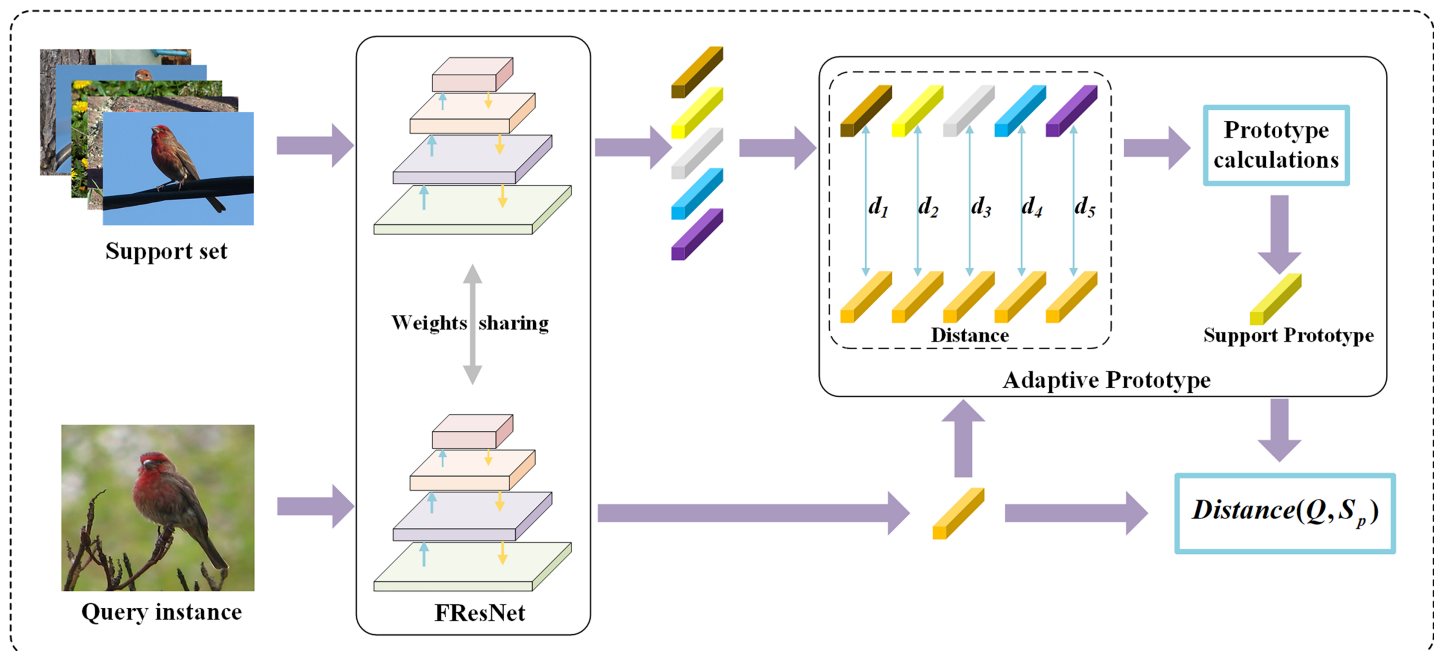 Support set
Weights sharing
Query instance
FResNet
d1 d2 d3 d4 d5
Distance
Adaptive Prototype
Prototype
calculations
Support Prototype
Distance(Q,Sp)